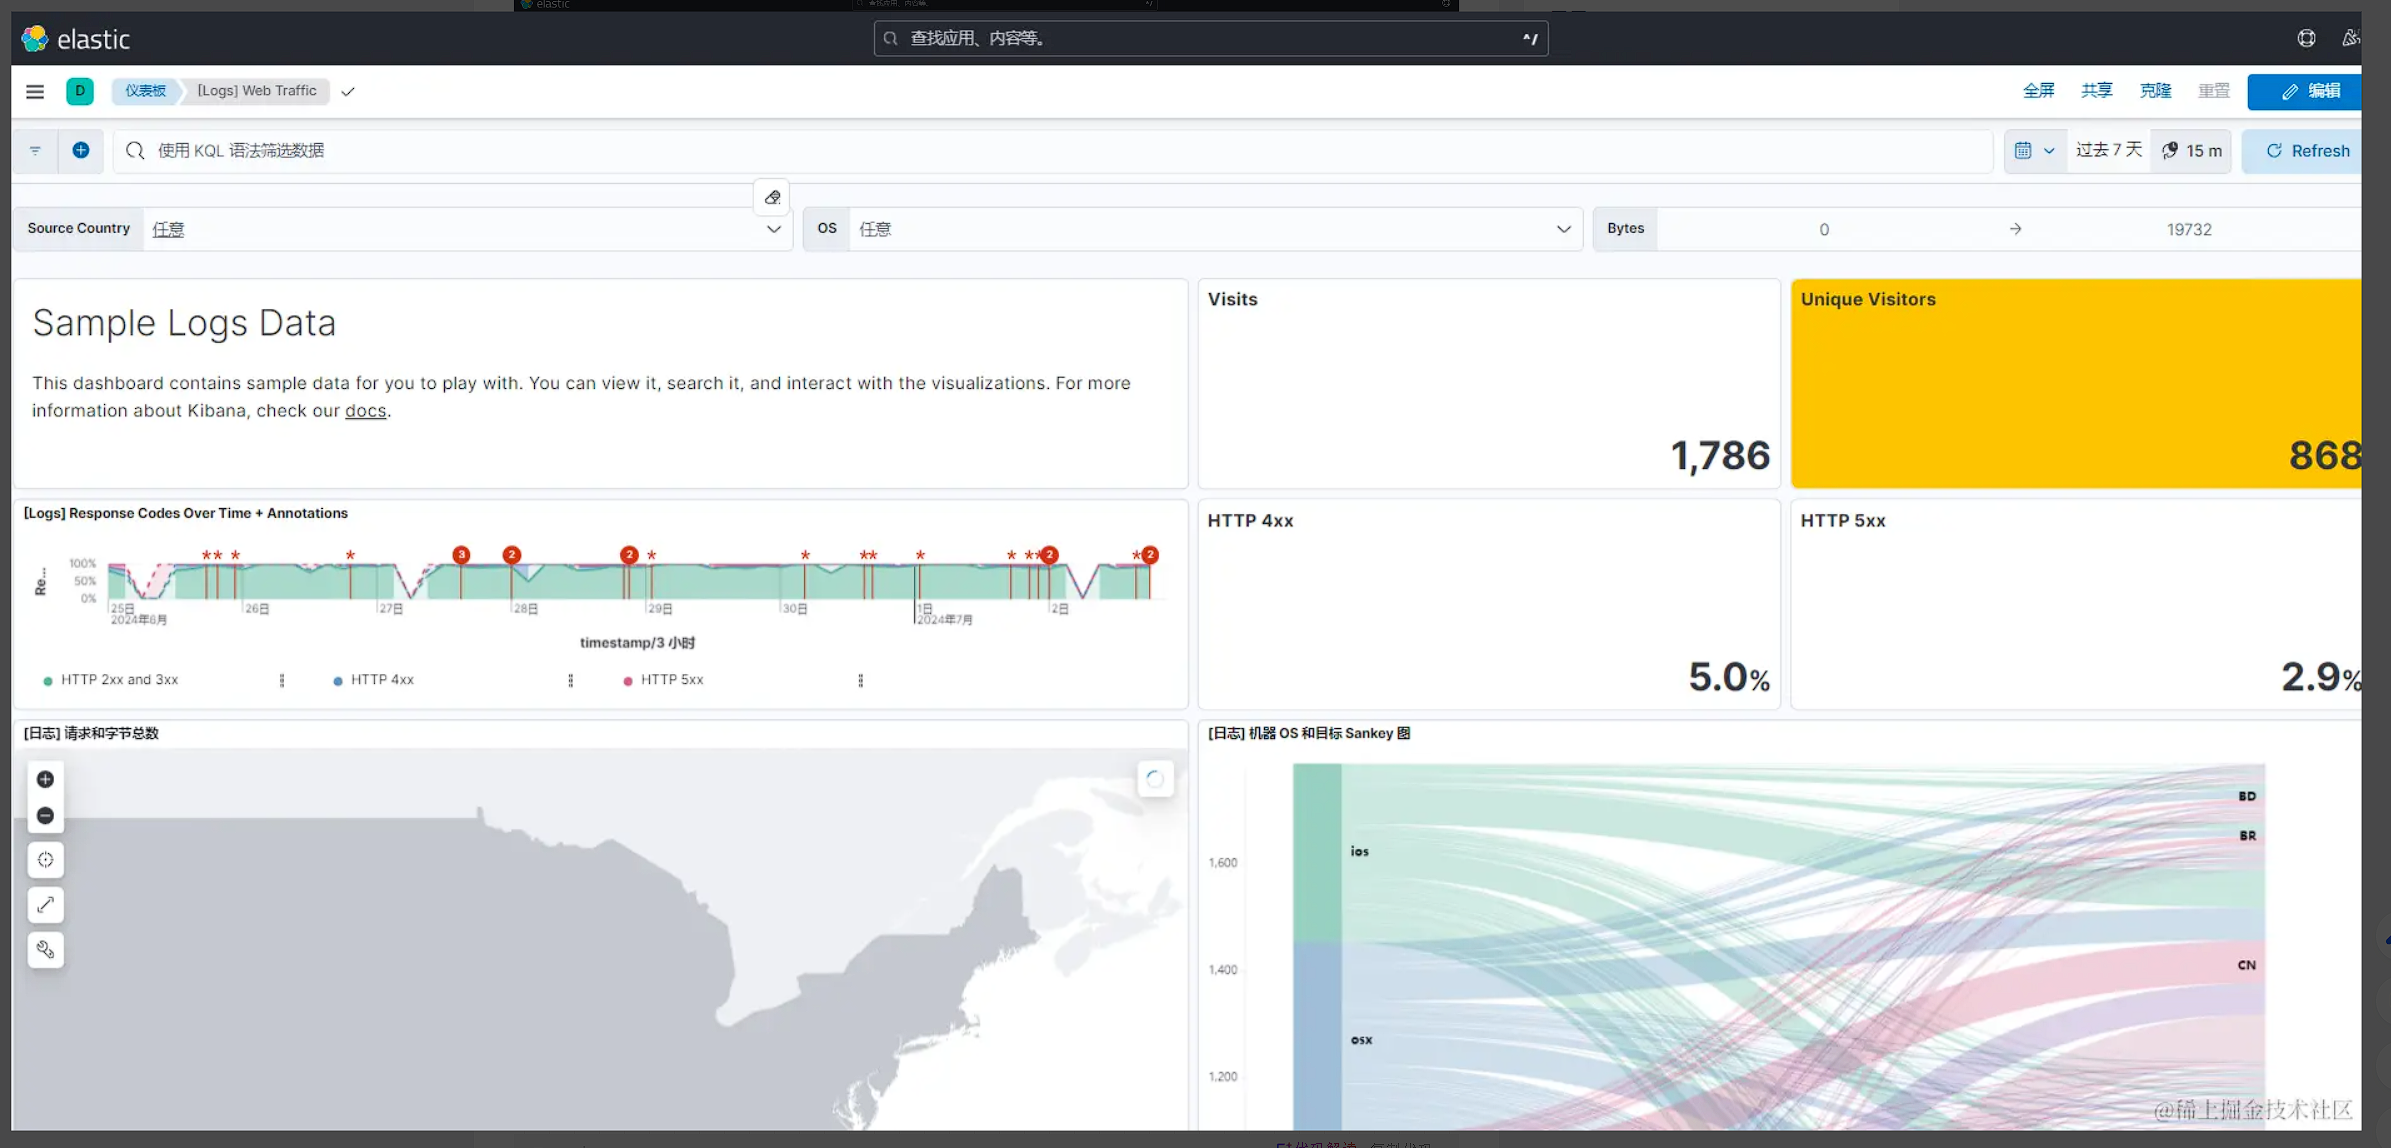 elastic
elastic
查找应用、内容等。
^/
D
仪表板
[Logs] Web Traffic
全屏
共享
克隆
重置
编辑
使用 KQL 语法筛选数据
过去 7 天
15 m
Refresh
Source Country
任意
OS
任意
Bytes
0
→
19732
Sample Logs Data
This dashboard contains sample data for you to play with. You can view it, search it, and interact with the visualizations. For more
information about Kibana, check our docs.
Visits
1,786
Unique Visitors
868
[Logs] Response Codes Over Time + Annotations
3
2
2
2
2
Re...
100%
50%
0%
25日
26日
27日
28日
29日
30日
1日
2日
2024年6月
2024年7月
timestamp/3 小时
HTTP 2xx and 3xx
HTTP 4xx
HTTP 5xx
HTTP 4xx
5.0%
HTTP 5xx
2.9%
[日志] 请求和字节总数
[日志] 机器 OS 和目标 Sankey 图
1,600
1,400
1,200
ios
osx
BD
BR
CN
@稀土掘金技术社区